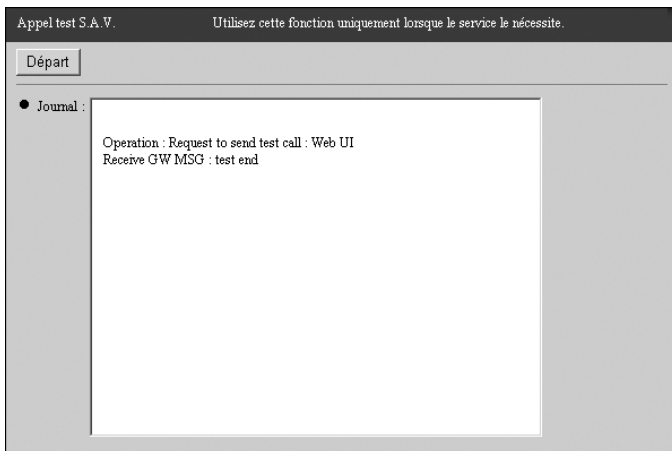 Appel test S.A.V. Utilisez cette fonction uniquement lorsque le service le nécessite.
Départ
● Journal :
Operation : Request to send test call : Web UI
Receive GW MSG : test end